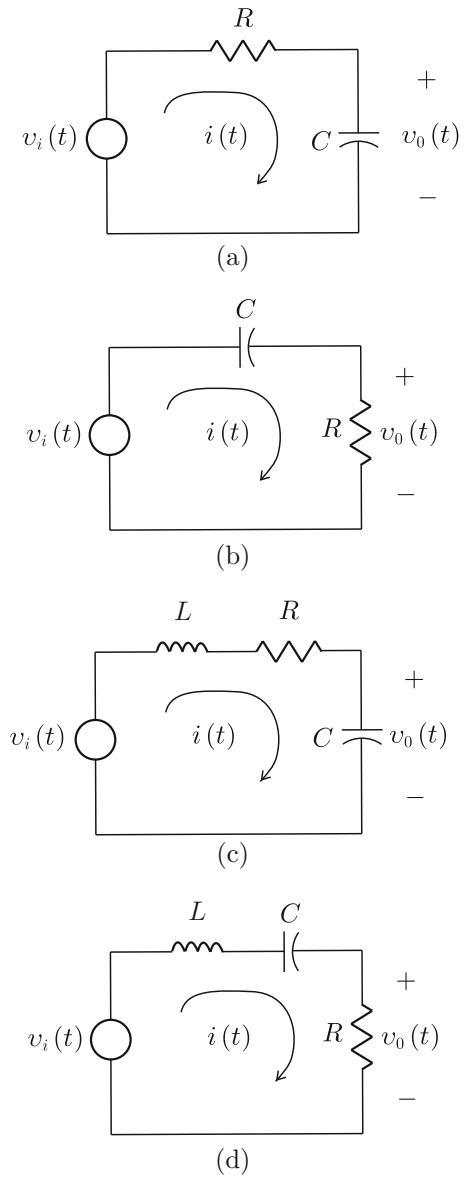 R
+
υᵢ(t) i(t) C υ₀(t)
−
(a)
C
+
υᵢ(t) i(t) R υ₀(t)
−
(b)
L R
+
υᵢ(t) i(t) C υ₀(t)
−
(c)
L C
+
υᵢ(t) i(t) R υ₀(t)
−
(d)